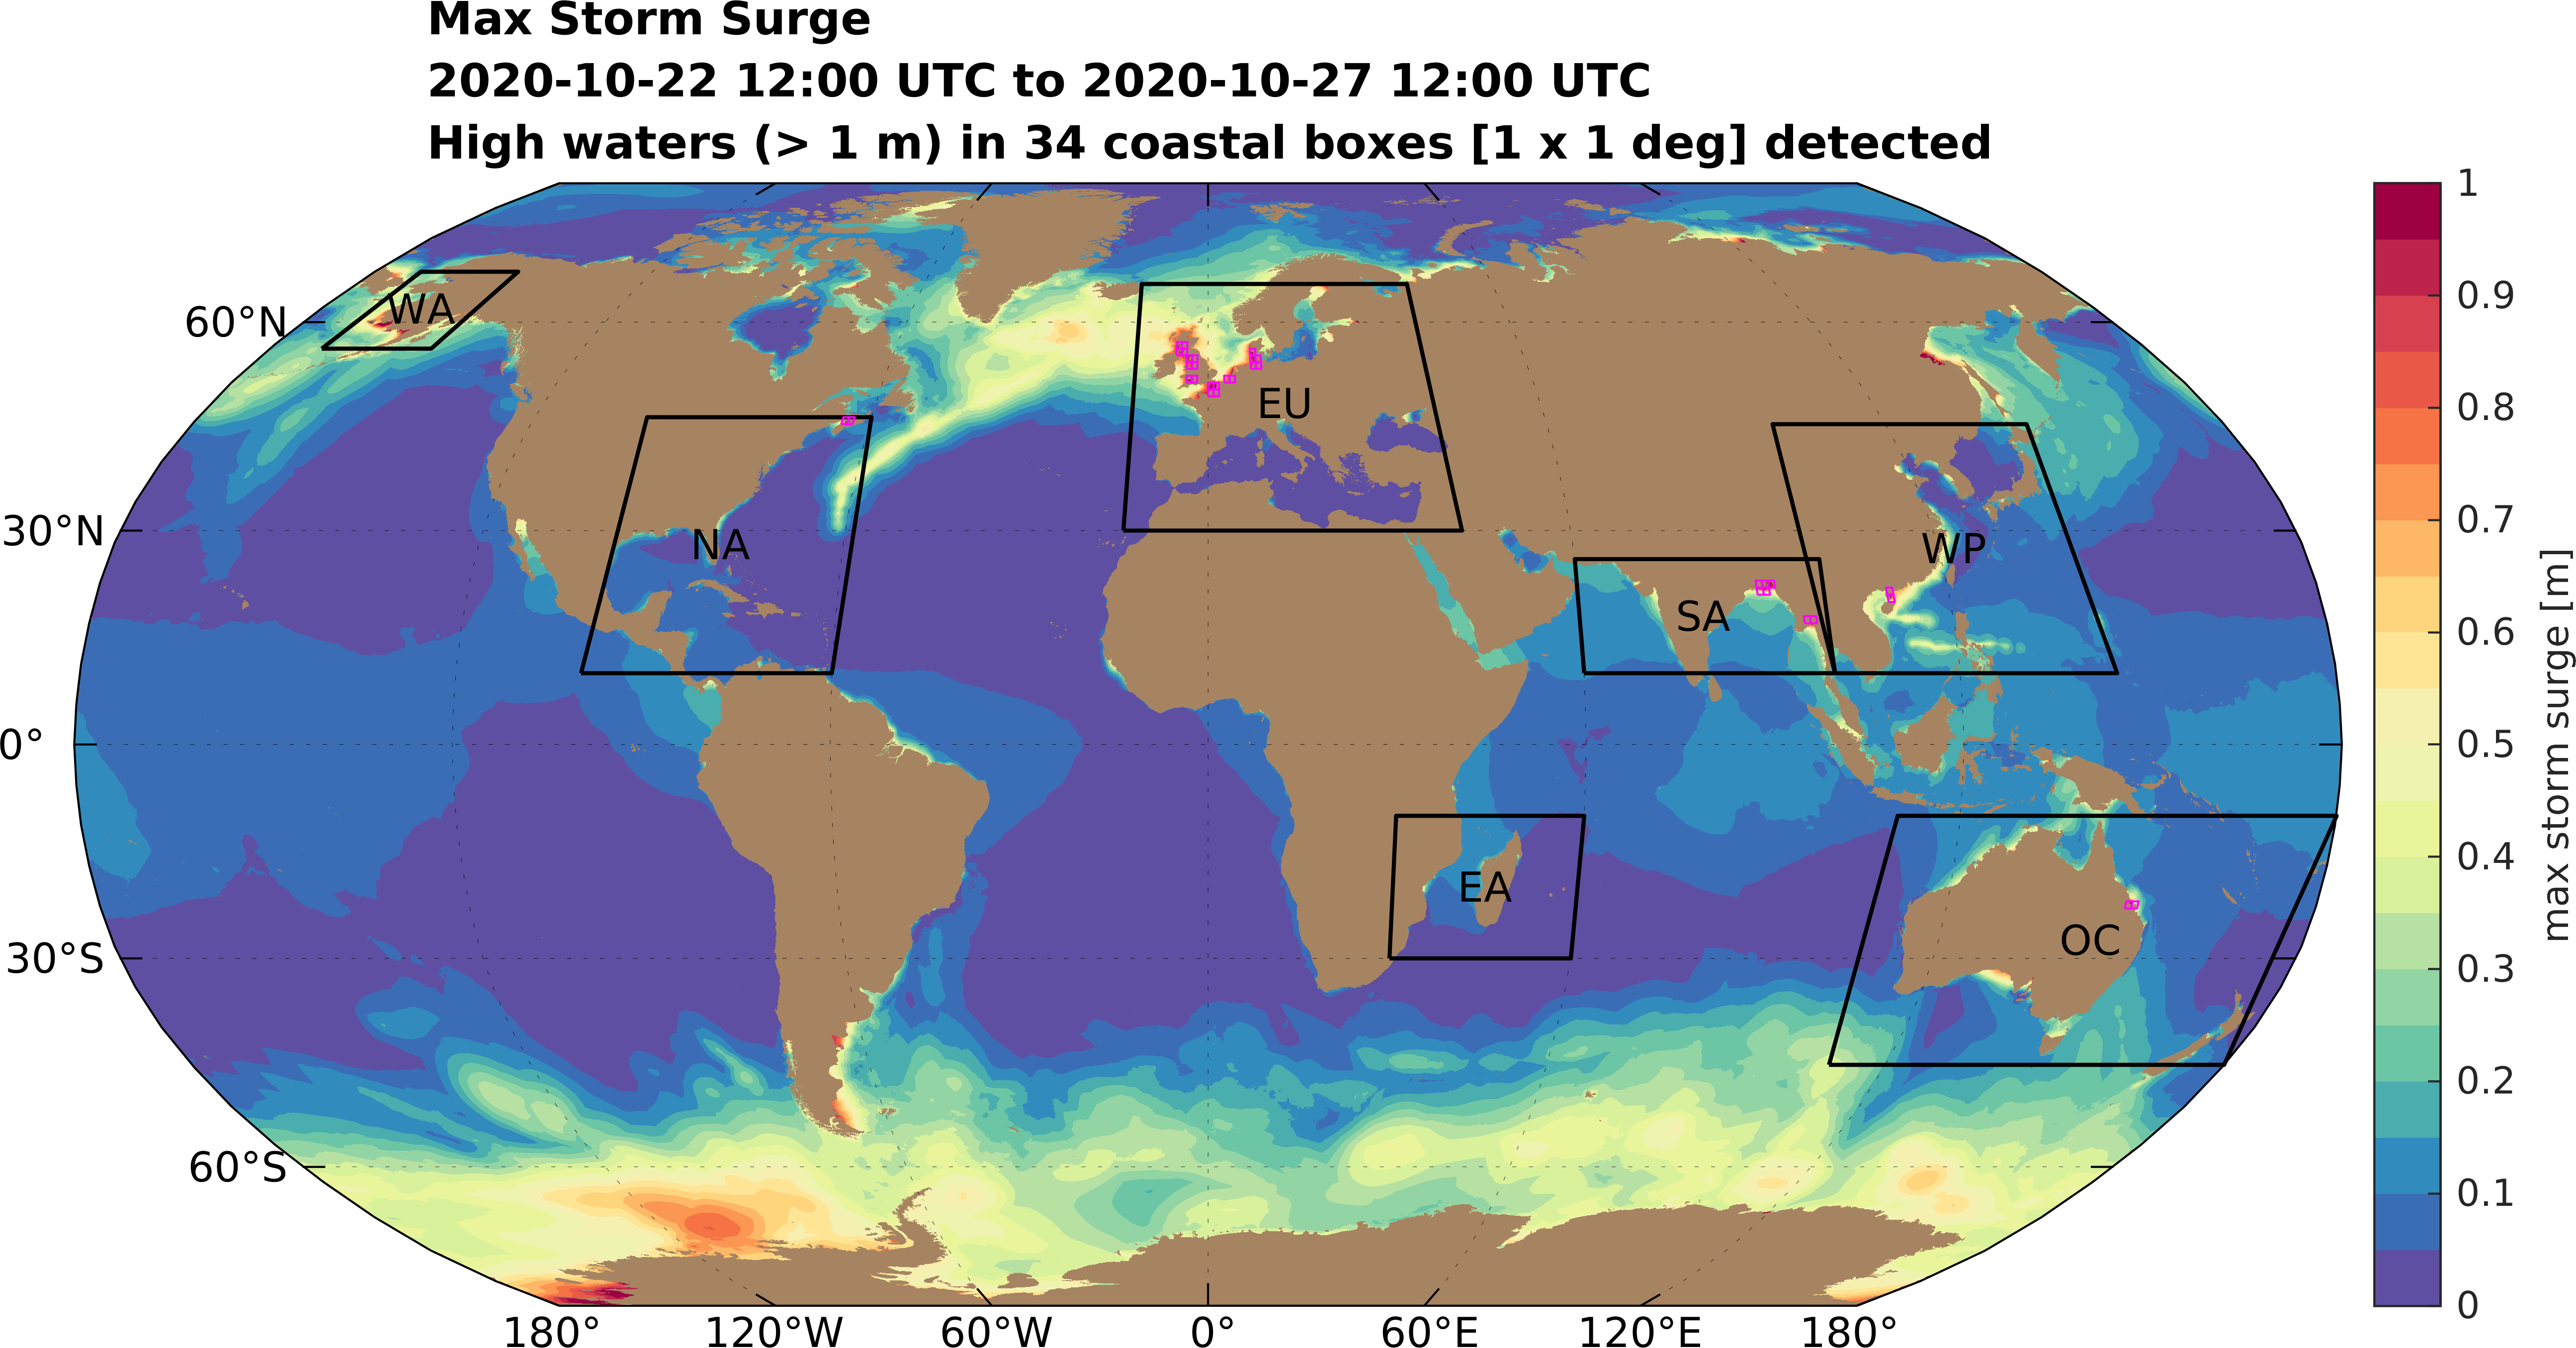 Max Storm Surge
2020-10-22 12:00 UTC to 2020-10-27 12:00 UTC
High waters (> 1 m) in 34 coastal boxes [1 x 1 deg] detected
60°N
30°N
0°
30°S
60°S
180°
120°W
60°W
0°
60°E
120°E
180°
WA
NA
EU
SA
WP
EA
OC
1
0.9
0.8
0.7
0.6
0.5
0.4
0.3
0.2
0.1
0
max storm surge [m]